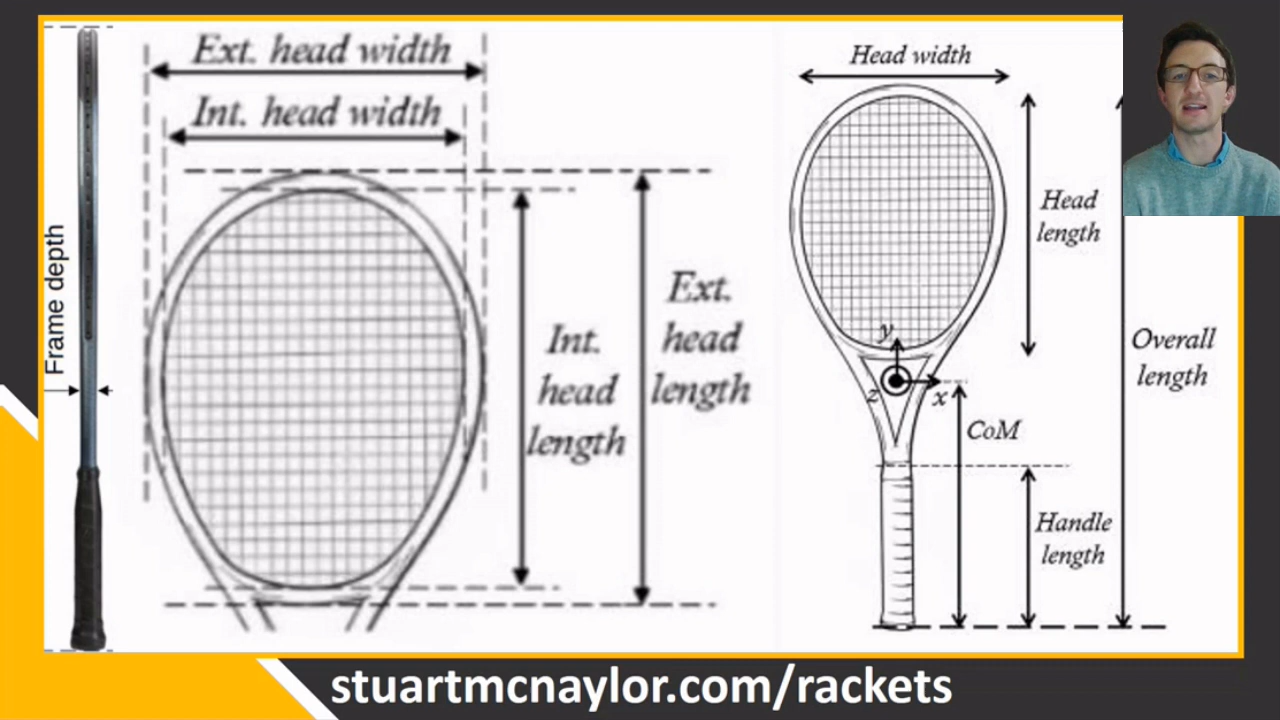 Frame depth
Ext. head width
Int. head width
Int.
head
length
Ext.
head
length
Head width
Head
length
Overall
length
y
z
x
CoM
Handle
length
stuartmcnaylor.com/rackets